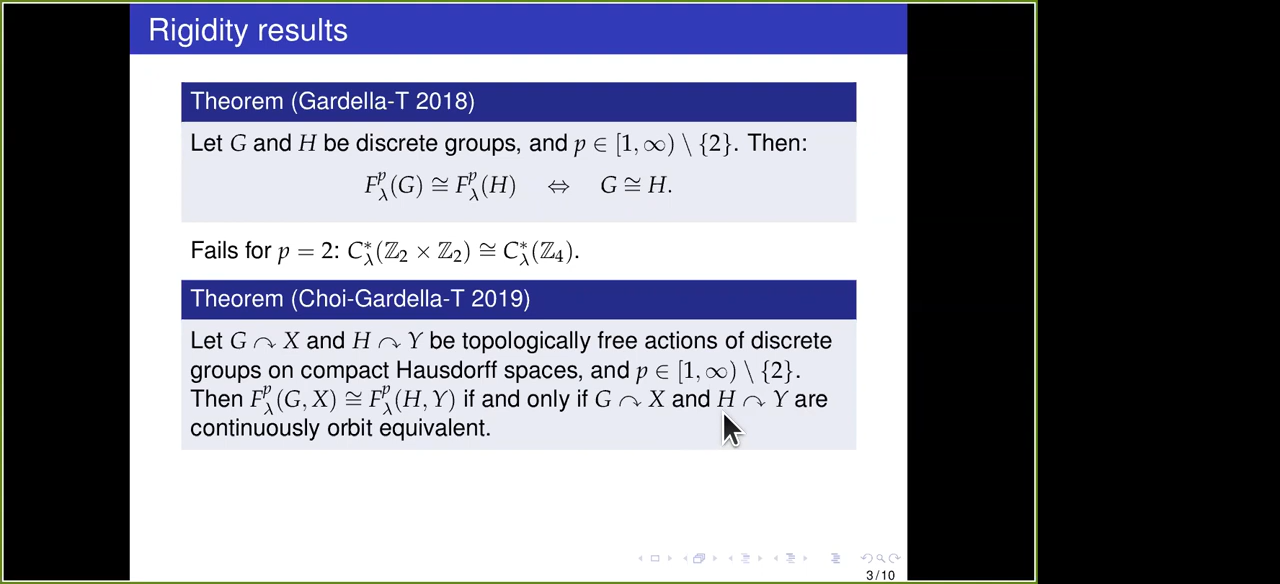 Rigidity results
Theorem (Gardella-T 2018)
Let G and H be discrete groups, and p ∈ [1, ∞) \ {2}. Then:
F^p_λ(G) ≅ F^p_λ(H) ⇔ G ≅ H.
Fails for p = 2: C^*_λ(ℤ₂ × ℤ₂) ≅ C^*_λ(ℤ₄).
Theorem (Choi-Gardella-T 2019)
Let G ↷ X and H ↷ Y be topologically free actions of discrete
groups on compact Hausdorff spaces, and p ∈ [1, ∞) \ {2}.
Then F^p_λ(G, X) ≅ F^p_λ(H, Y) if and only if G ↷ X and H ↷ Y are
continuously orbit equivalent.
3/10